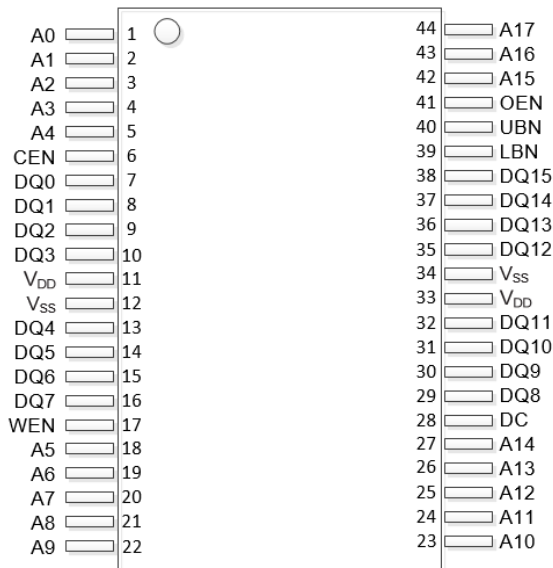 A0 1 44 A17
A1 2 43 A16
A2 3 42 A15
A3 4 41 OEN
A4 5 40 UBN
CEN 6 39 LBN
DQ0 7 38 DQ15
DQ1 8 37 DQ14
DQ2 9 36 DQ13
DQ3 10 35 DQ12
VDD 11 34 VSS
VSS 12 33 VDD
DQ4 13 32 DQ11
DQ5 14 31 DQ10
DQ6 15 30 DQ9
DQ7 16 29 DQ8
WEN 17 28 DC
A5 18 27 A14
A6 19 26 A13
A7 20 25 A12
A8 21 24 A11
A9 22 23 A10